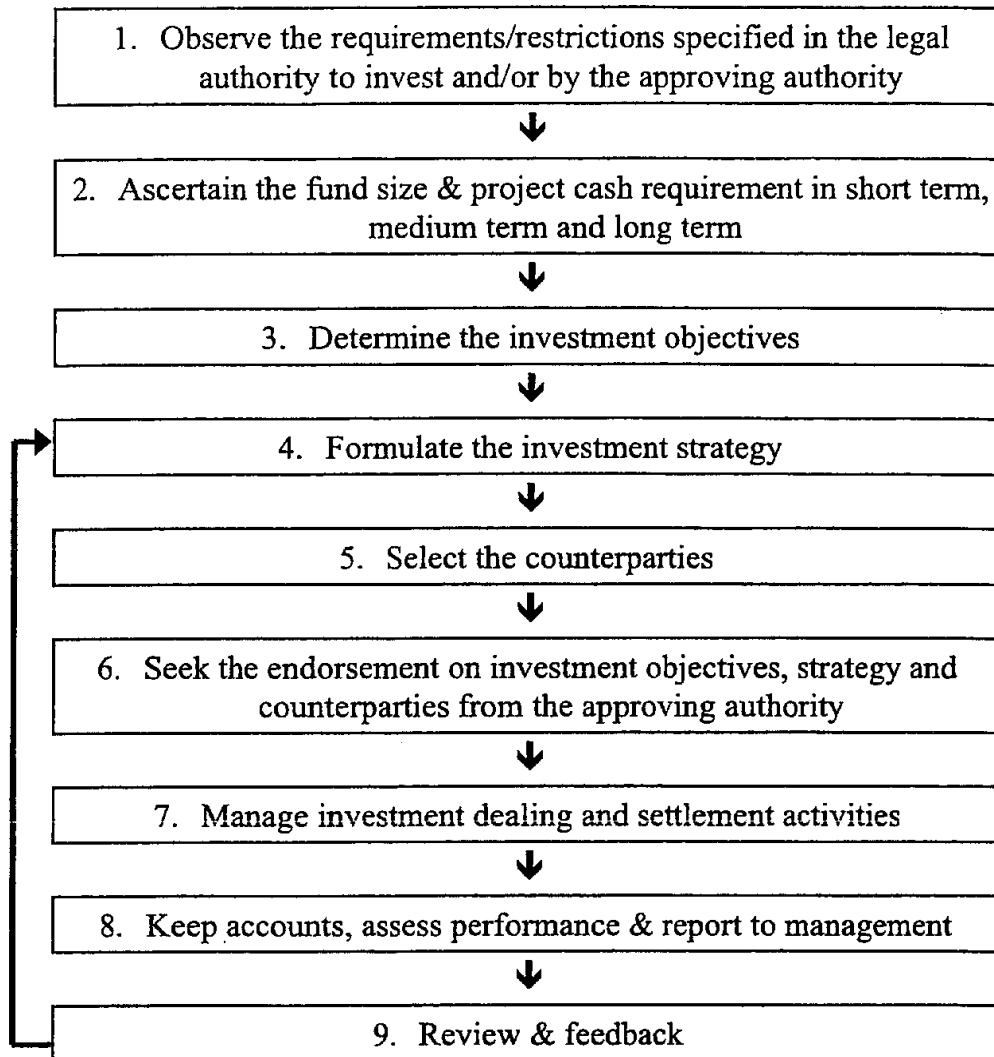 1. Observe the requirements/restrictions specified in the legal
authority to invest and/or by the approving authority
2. Ascertain the fund size & project cash requirement in short term,
medium term and long term
3. Determine the investment objectives
4. Formulate the investment strategy
5. Select the counterparties
6. Seek the endorsement on investment objectives, strategy and
counterparties from the approving authority
7. Manage investment dealing and settlement activities
8. Keep accounts, assess performance & report to management
9. Review & feedback